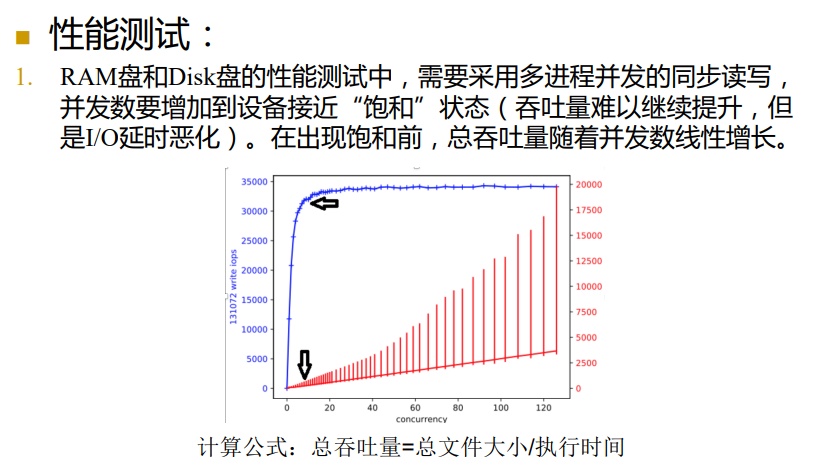 性能测试：
1. RAM盘和Disk盘的性能测试中，需要采用多进程并发的同步读写，
并发数要增加到设备接近“饱和”状态（吞吐量难以继续提升，但
是I/O延时恶化）。在出现饱和前，总吞吐量随着并发数线性增长。
35000
30000
25000
20000
15000
10000
5000
0
131072 write iops
20000
17500
15000
12500
10000
7500
5000
2500
0
0 20 40 60 80 100 120
concurrency
计算公式：总吞吐量=总文件大小/执行时间